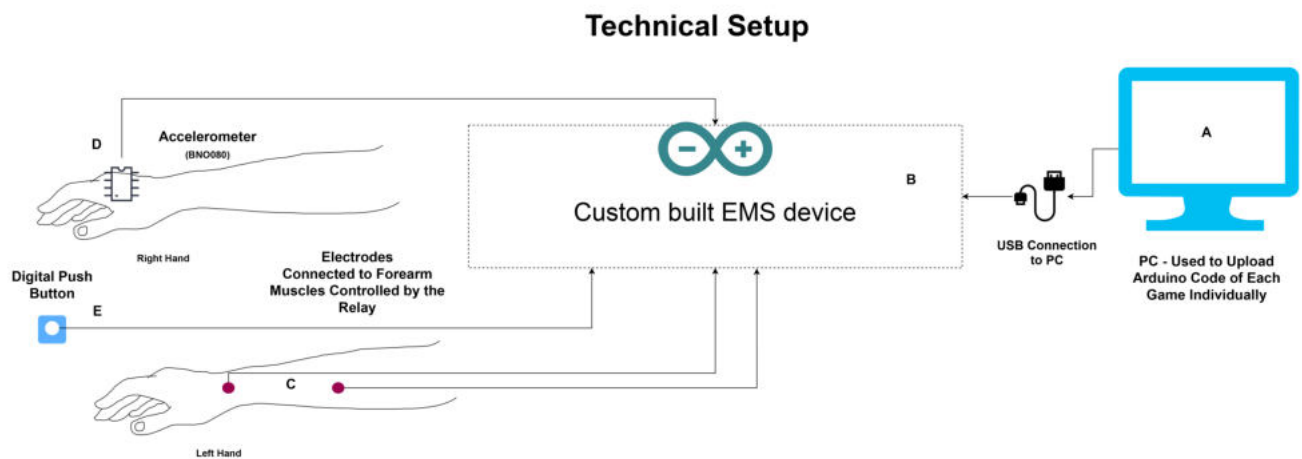 Technical Setup
D
Accelerometer
(BNO080)
Right Hand
A
B
Custom built EMS device
USB Connection
to PC
PC - Used to Upload
Arduino Code of Each
Game Individually
Electrodes
Connected to Forearm
Muscles Controlled by the
Relay
Digital Push
Button
E
C
Left Hand